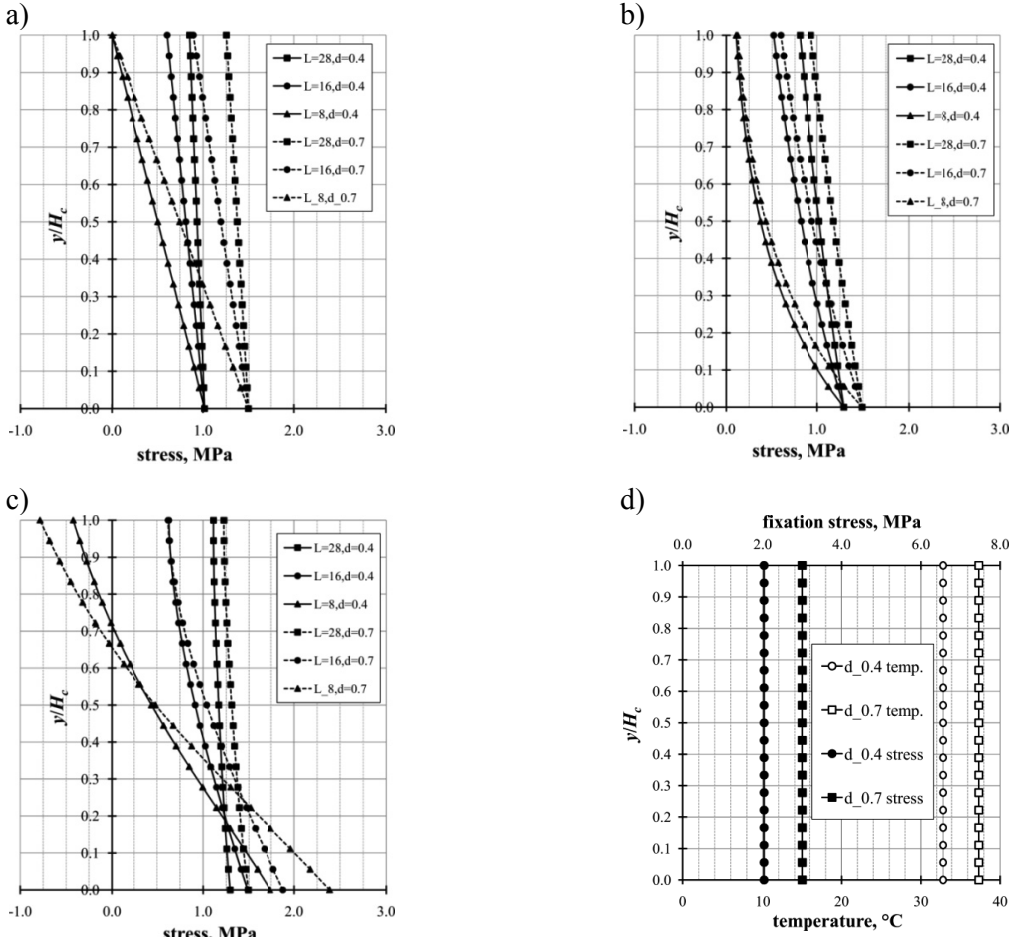 a)
1.0
0.9
0.8
0.7
0.6
0.5
0.4
0.3
0.2
0.1
0.0
y/Hc
L=28,d=0.4
L=16,d=0.4
L=8,d=0.4
L=28,d=0.7
L=16,d=0.7
L_8,d_0.7
-1.0 0.0 1.0 2.0 3.0
stress, MPa
b)
1.0
0.9
0.8
0.7
0.6
0.5
0.4
0.3
0.2
0.1
0.0
y/Hc
L=28,d=0.4
L=16,d=0.4
L=8,d=0.4
L=28,d=0.7
L=16,d=0.7
L_8,d=0.7
-1.0 0.0 1.0 2.0 3.0
stress, MPa
c)
1.0
0.9
0.8
0.7
0.6
0.5
0.4
0.3
0.2
0.1
0.0
y/Hc
L=28,d=0.4
L=16,d=0.4
L=8,d=0.4
L=28,d=0.7
L=16,d=0.7
L_8,d=0.7
-1.0 0.0 1.0 2.0 3.0
stress, MPa
d)
fixation stress, MPa
0.0 2.0 4.0 6.0 8.0
1.0
0.9
0.8
0.7
0.6
0.5
0.4
0.3
0.2
0.1
0.0
y/Hc
d_0.4 temp.
d_0.7 temp.
d_0.4 stress
d_0.7 stress
0 10 20 30 40
temperature, °C